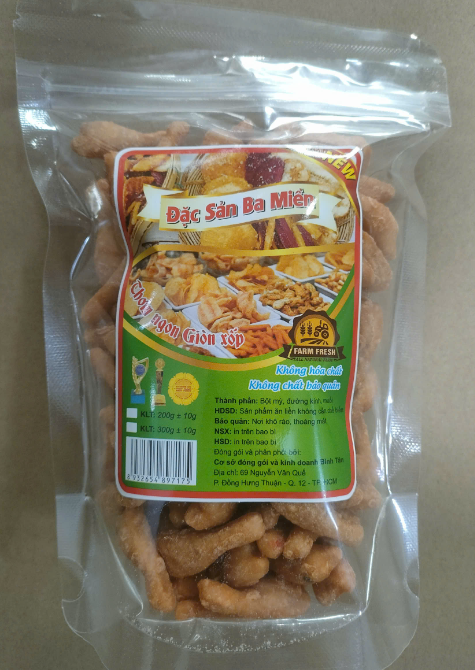 NEW
Đặc Sản Ba Miền
Thơm ngon Giòn xốp
FARM FRESH
Không hóa chất
Không chất bảo quản
KLT: 200g ± 10g
KLT: 300g ± 10g
Thành phần: Bột mỳ, đường kính, muối
HDSD: Sản phẩm ăn liền không cần
Bảo quản: Nơi khô ráo, thoáng mát,
NSX: in trên bao bì
HSD: in trên bao bì
Đóng gói và phân phối bởi:
Cơ sở đóng gói và kinh doanh Bình Tiên
Địa chỉ: 69 Nguyễn Văn Quế
P. Đông Hưng Thuận - Q. 12 - TP.HCM